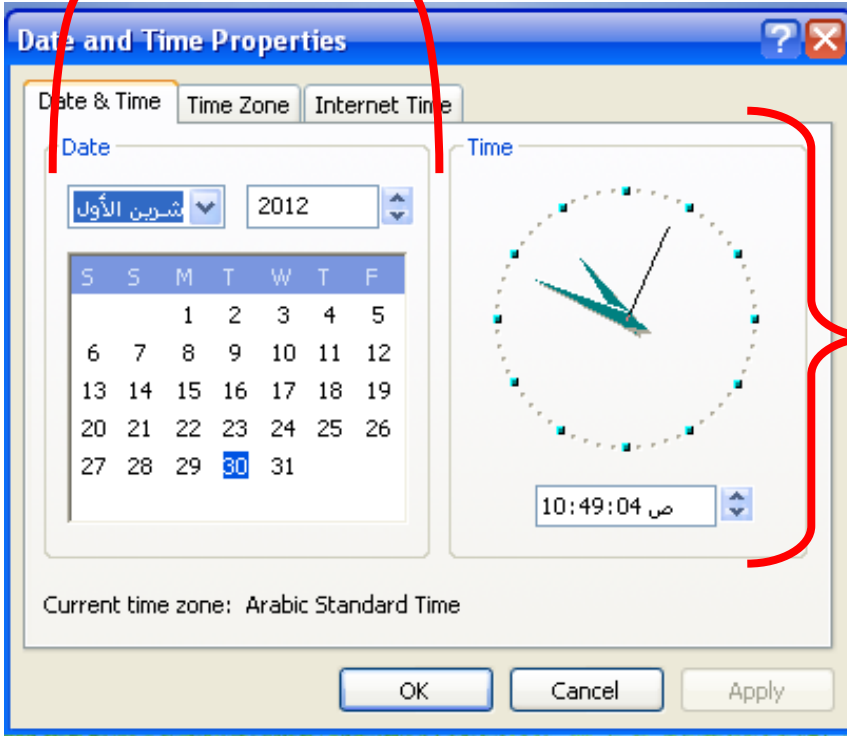 Date and Time Properties
Date & Time Time Zone Internet Time
Date
شرين الأول 2012
S S M T W T F
1 2 3 4 5
6 7 8 9 10 11 12
13 14 15 16 17 18 19
20 21 22 23 24 25 26
27 28 29 30 31
Time
10:49:04 ص
Current time zone: Arabic Standard Time
OK Cancel Apply